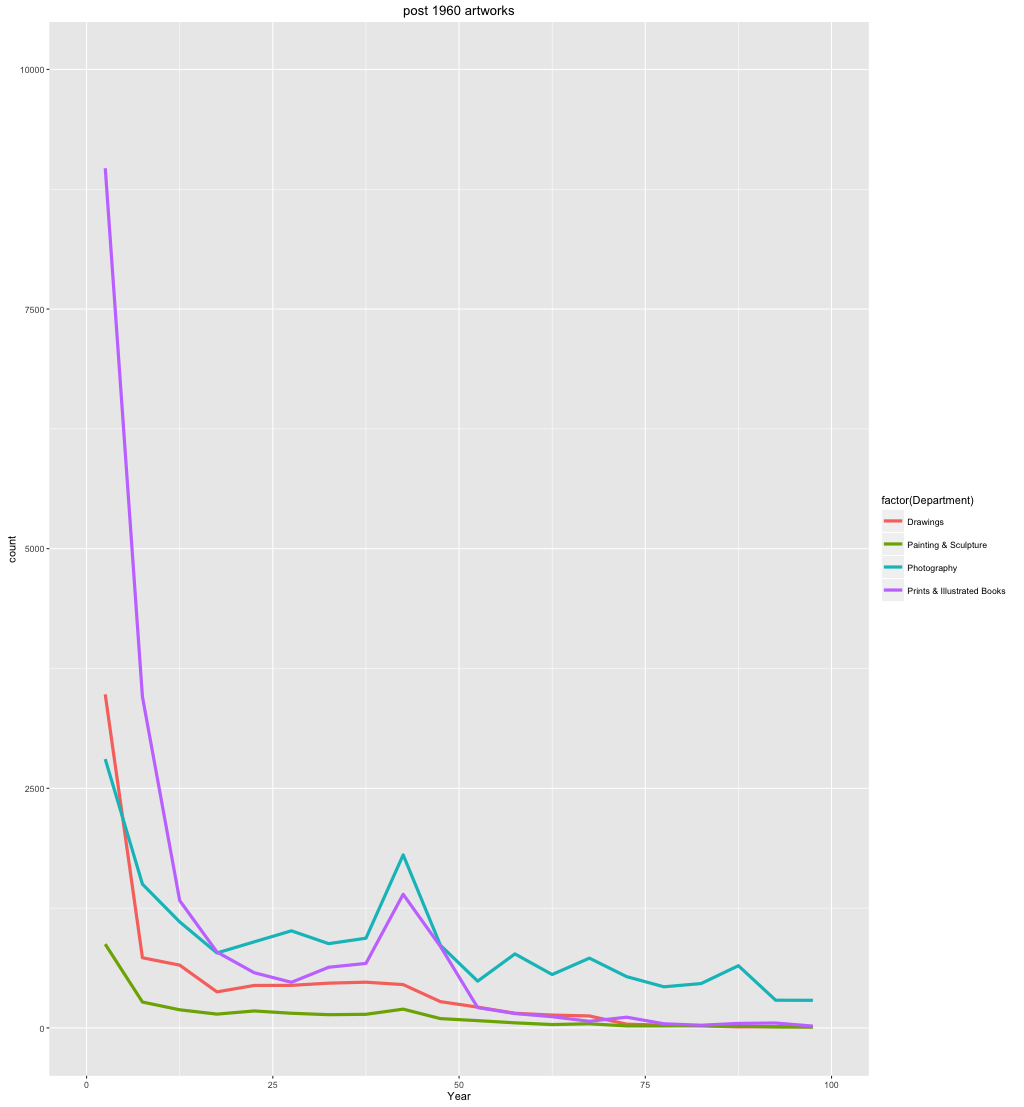 post 1960 artworks
10000
7500
5000
2500
0
count
0 25 50 75 100
Year
factor(Department)
Drawings
Painting & Sculpture
Photography
Prints & Illustrated Books